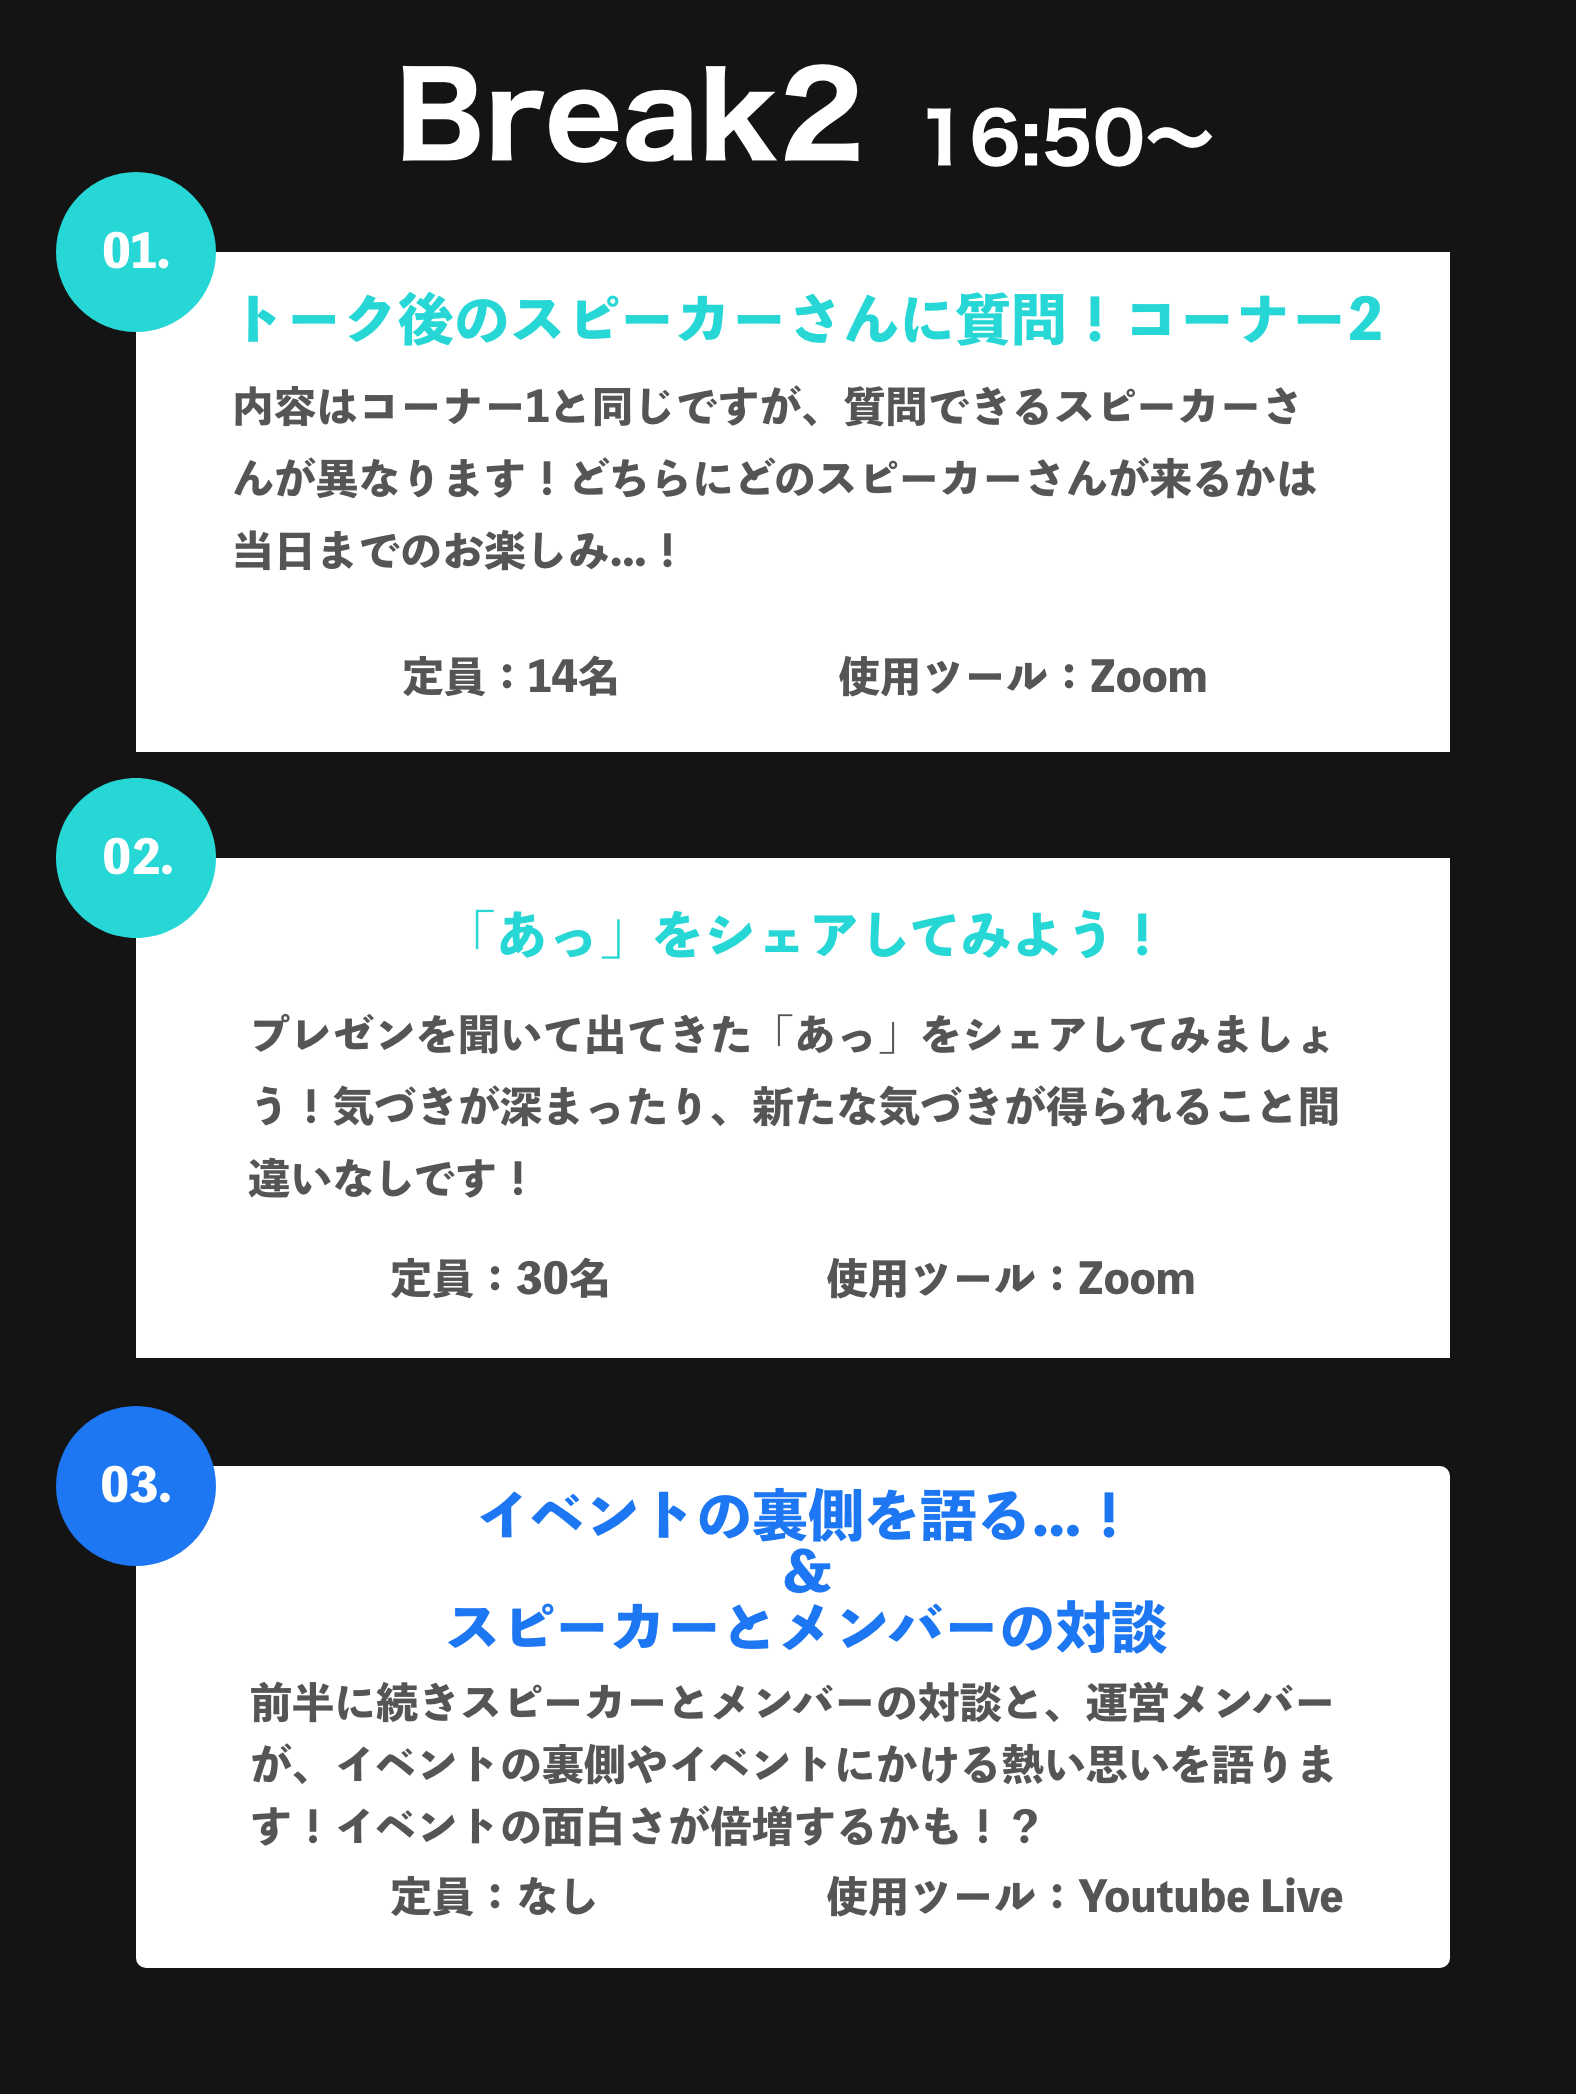 Break2 16:50〜
01.
トーク後のスピーカーさんに質問！コーナー2
内容はコーナー1と同じですが、質問できるスピーカーさ
んが異なります！どちらにどのスピーカーさんが来るかは
当日までのお楽しみ...！
定員：14名 使用ツール：Zoom
02.
「あっ」をシェアしてみよう！
プレゼンを聞いて出てきた「あっ」をシェアしてみましょ
う！気づきが深まったり、新たな気づきが得られること間
違いなしです！
定員：30名 使用ツール：Zoom
03.
イベントの裏側を語る...！
&
スピーカーとメンバーの対談
前半に続きスピーカーとメンバーの対談と、運営メンバー
が、イベントの裏側やイベントにかける熱い思いを語りま
す！イベントの面白さが倍増するかも！？
定員：なし 使用ツール：Youtube Live